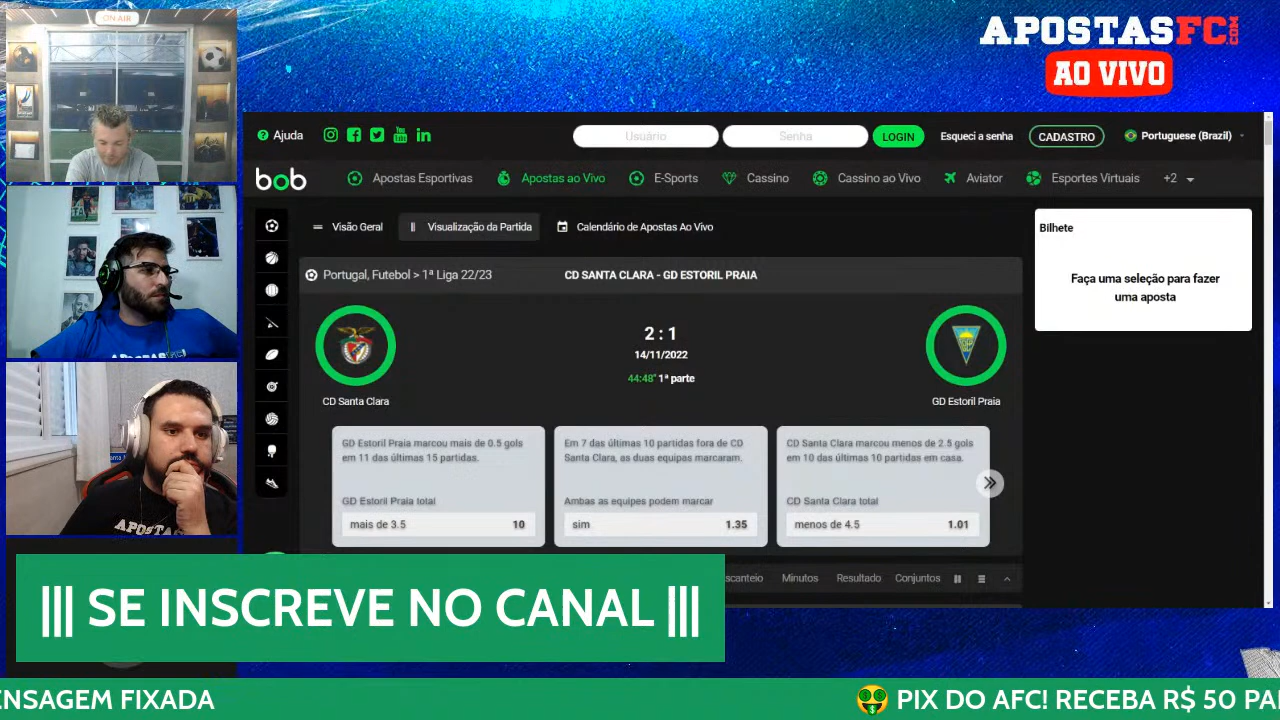 ON AIR
APOSTASFC.COM
AO VIVO
Ajuda
Usuário
Senha
LOGIN
Esqueci a senha
CADASTRO
Portuguese (Brazil)
bob
Apostas Esportivas
Apostas ao Vivo
E-Sports
Cassino
Cassino ao Vivo
Aviator
Esportes Virtuais
+2
Visão Geral
Visualização da Partida
Calendário de Apostas Ao Vivo
Bilhete
Faça uma seleção para fazer
uma aposta
Portugal, Futebol > 1ª Liga 22/23
CD SANTA CLARA - GD ESTORIL PRAIA
2 : 1
14/11/2022
44:48" 1ª parte
CD Santa Clara
GD Estoril Praia
GD Estoril Praia marcou mais de 0.5 gols
em 11 das últimas 15 partidas.
GD Estoril Praia total
mais de 3.5 10
Em 7 das últimas 10 partidas fora de CD
Santa Clara, as duas equipas marcaram.
Ambas as equipes podem marcar
sim 1.35
CD Santa Clara marcou menos de 2.5 gols
em 10 das últimas 10 partidas em casa.
CD Santa Clara total
menos de 4.5 1.01
scanteio Minutos Resultado Conjuntos
||| SE INSCREVE NO CANAL |||
ENSAGEM FIXADA
PIX DO AFC! RECEBA R$ 50 PA